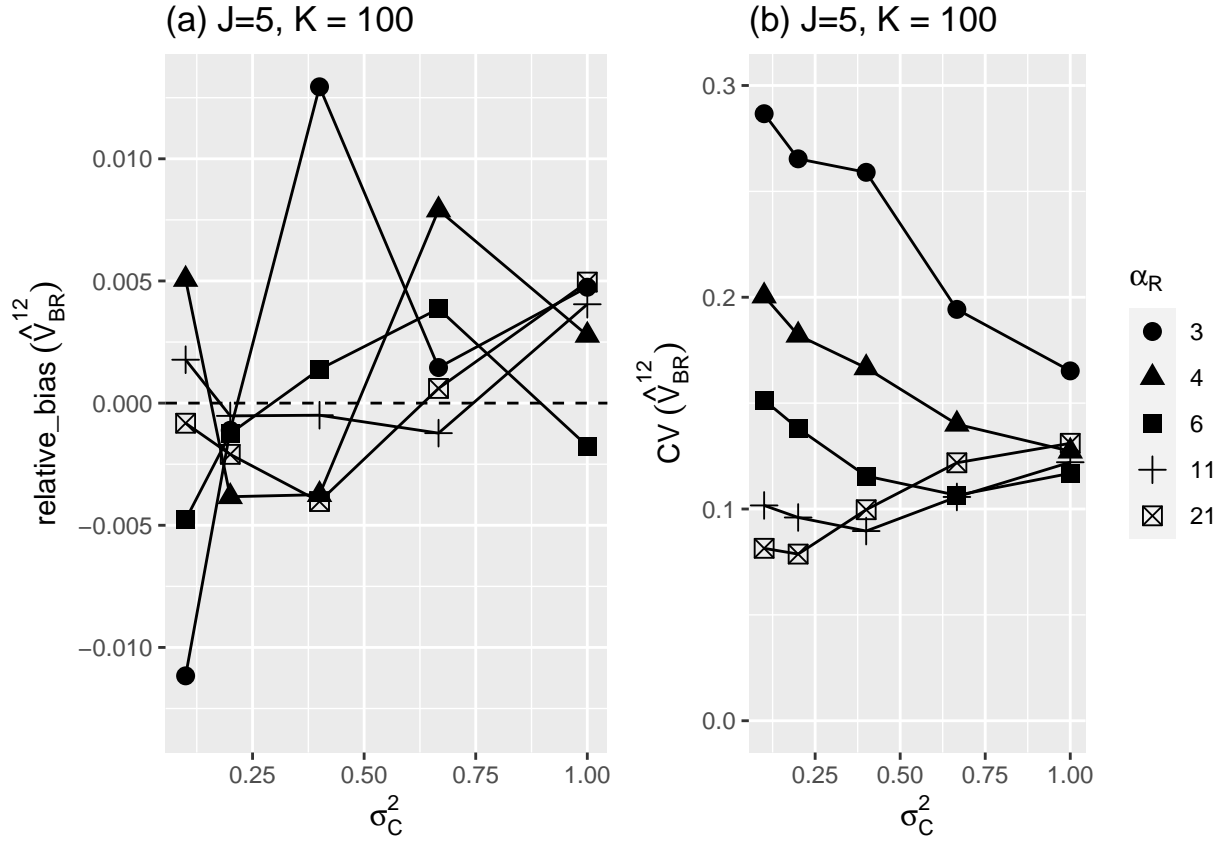 (a) J=5, K = 100
relative_bias (V̂¹²_BR)
0.010
0.005
0.000
−0.005
−0.010
0.25 0.50 0.75 1.00
σ²_C
(b) J=5, K = 100
CV (V̂¹²_BR)
0.3
0.2
0.1
0.0
0.25 0.50 0.75 1.00
σ²_C
α_R
3
4
6
11
21